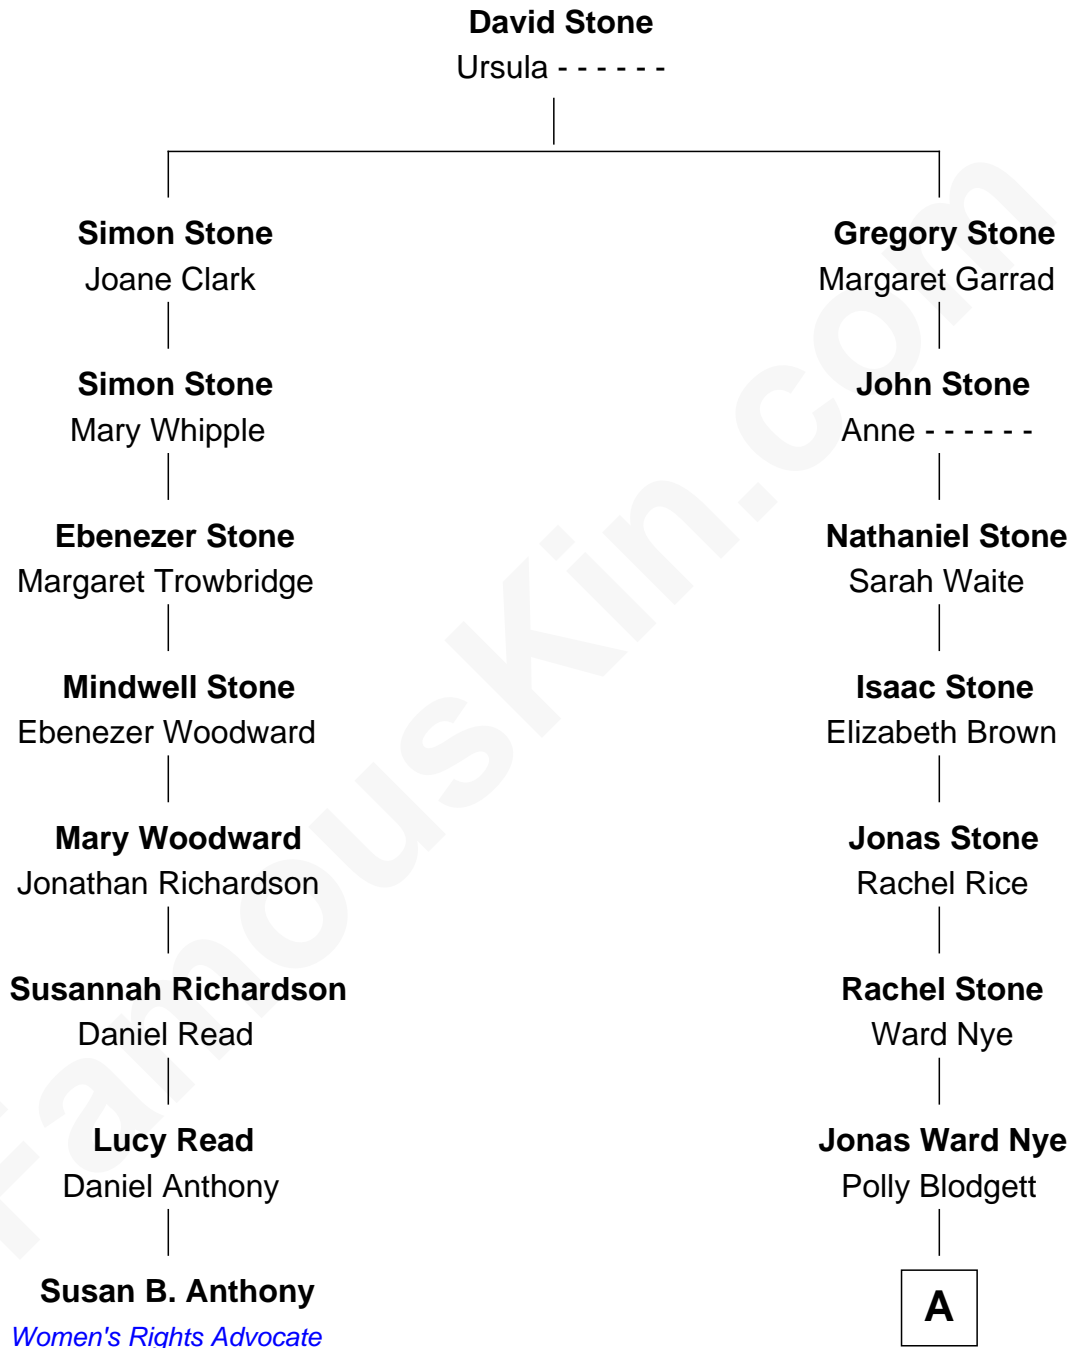 David Stone
Ursula - - - - - -
Simon Stone
Joane Clark
Gregory Stone
Margaret Garrad
Simon Stone
Mary Whipple
John Stone
Anne - - - - - -
Ebenezer Stone
Margaret Trowbridge
Nathaniel Stone
Sarah Waite
Mindwell Stone
Ebenezer Woodward
Isaac Stone
Elizabeth Brown
Mary Woodward
Jonathan Richardson
Jonas Stone
Rachel Rice
Susannah Richardson
Daniel Read
Rachel Stone
Ward Nye
Lucy Read
Daniel Anthony
Jonas Ward Nye
Polly Blodgett
Susan B. Anthony
Women's Rights Advocate
A
FamousKin.com